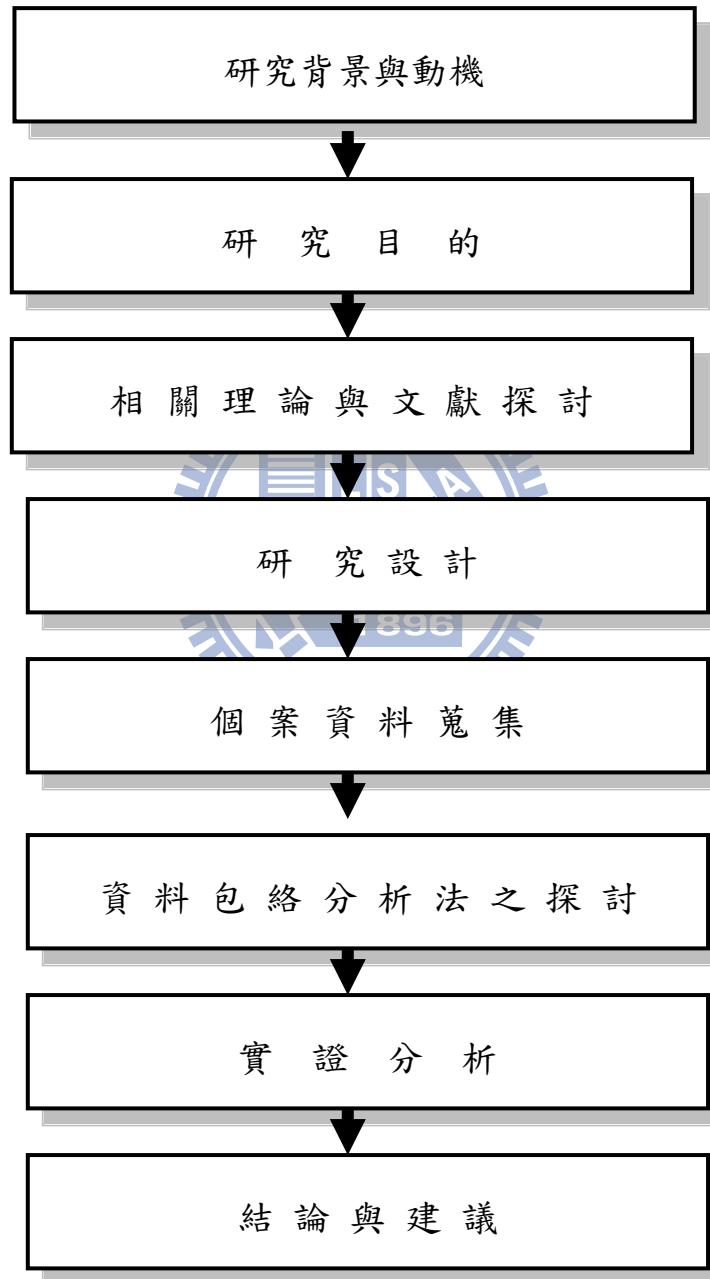 研究背景與動機
研究目的
相關理論與文獻探討
ES A
研究設計
1896
個案資料蒐集
資料包絡分析法之探討
實證分析
結論與建議